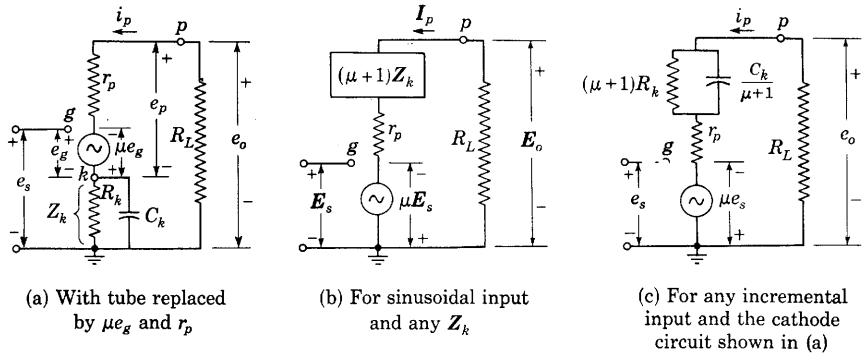 i_p
p
+
r_p
g
e_p
R_L
e_o
e_g
μe_g
e_s
k
R_k
Z_k
C_k
(a) With tube replaced
by μe_g and r_p
I_p
p
(μ + 1)Z_k
+
r_p
g
R_L
E_o
E_s
μE_s
(b) For sinusoidal input
and any Z_k
i_p
p
(μ + 1)R_k
C_k
μ+1
+
r_p
g
R_L
e_o
e_s
μe_s
(c) For any incremental
input and the cathode
circuit shown in (a)